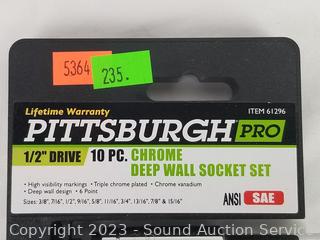 5364
235.
Lifetime Warranty
ITEM 61296
PITTSBURGH PRO
1/2" DRIVE 10 PC. CHROME
DEEP WALL SOCKET SET
• High visibility markings • Triple chrome plated • Chrome vanadium
• Deep wall design • 6 Point
Sizes: 3/8", 7/16", 1/2", 9/16", 5/8", 11/16", 3/4", 13/16", 7/8" & 15/16"
ANSI SAE
Copyright 2023 - Sound Auction Service